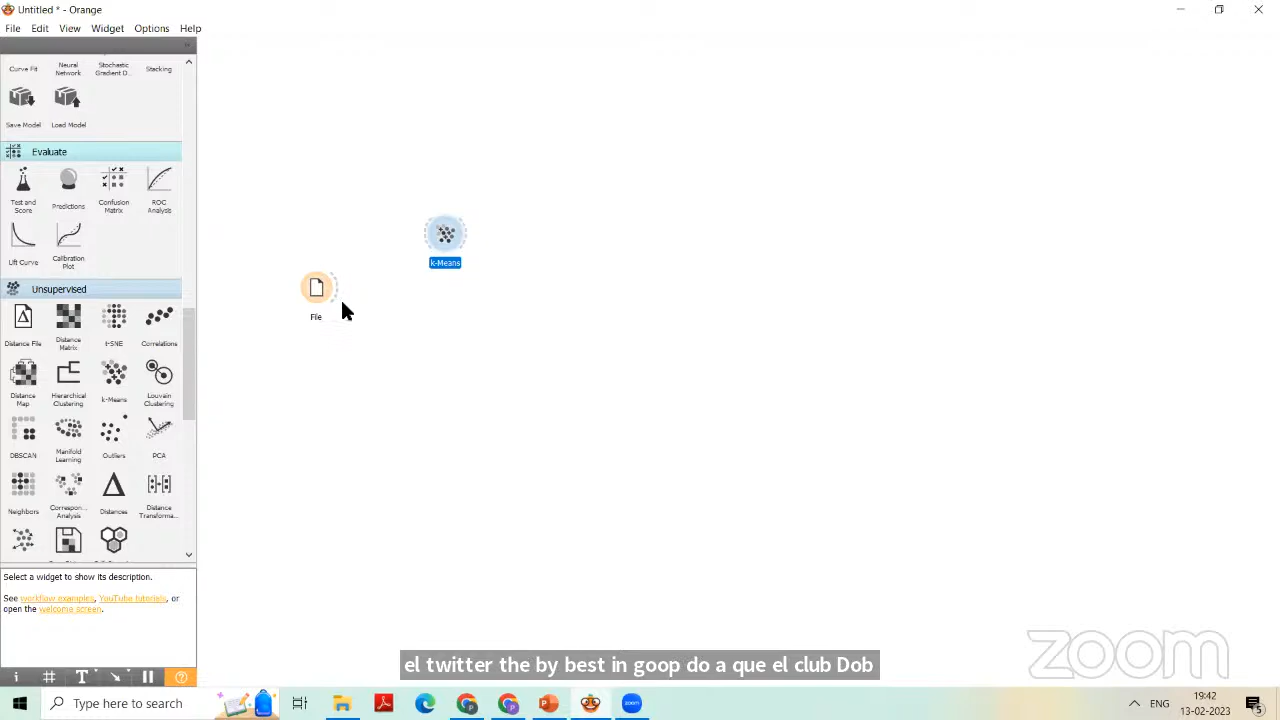 Untitled * - Orange
File Edit View Widget Options Help
Curve Fit
Neural Network
Stochastic Gradient D...
Stacking
Save Model
Load Model
Evaluate
Test and Score
Predictions
Confusion Matrix
ROC Analysis
Lift Curve
Calibration Plot
Unsupervised
Distance File
Distance Matrix
t-SNE
Correlations
Distance Map
Hierarchical Clustering
k-Means
Louvain Clustering
DBSCAN
Manifold Learning
Outliers
PCA
Neighbors
Correspon... Analysis
Distances
Distance Transforma...
k-Means
File
Select a widget to show its description.
See workflow examples, YouTube tutorials, or
open the welcome screen.
el twitter the by best in goop do a que el club Dob
zoom
Type here to search
zoom
ENG
19:42
13-02-2023
5